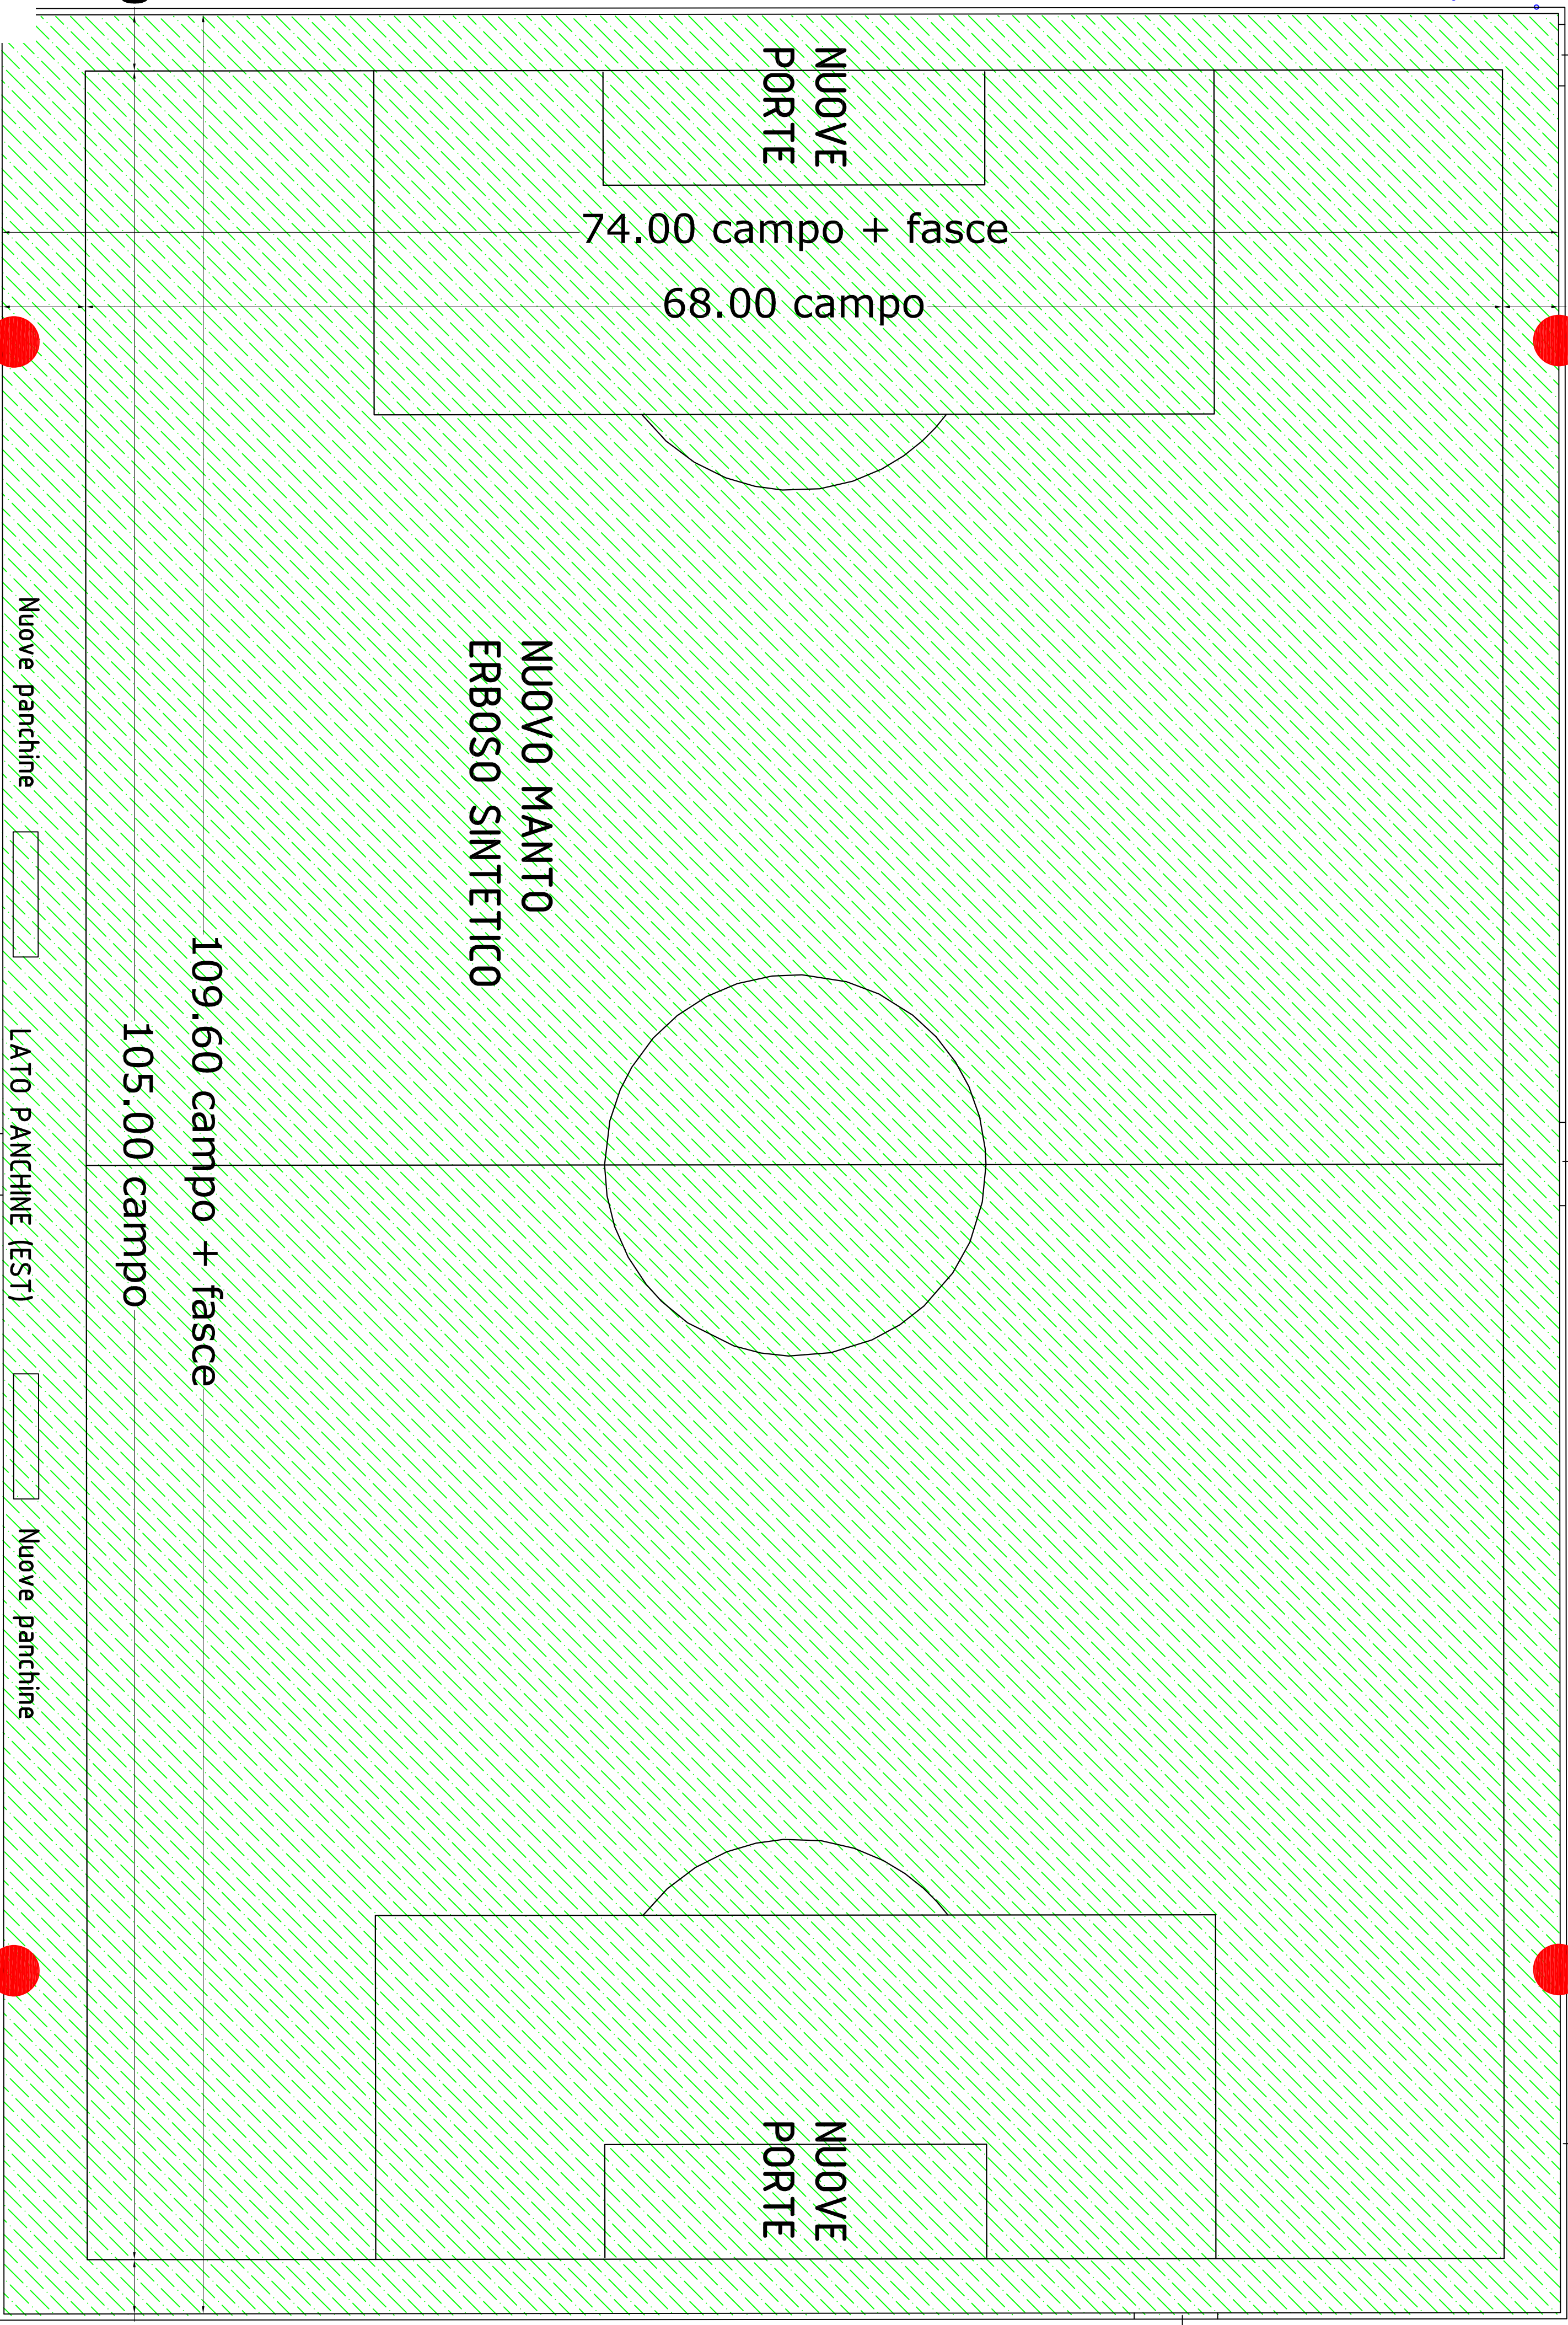 NUOVE
PORTE
74.00 campo + fasce
68.00 campo
NUOVO MANTO
ERBOSO SINTETICO
109.60 campo + fasce
105.00 campo
Nuove panchine
LATO PANCHINE (EST)
Nuove panchine
NUOVE
PORTE